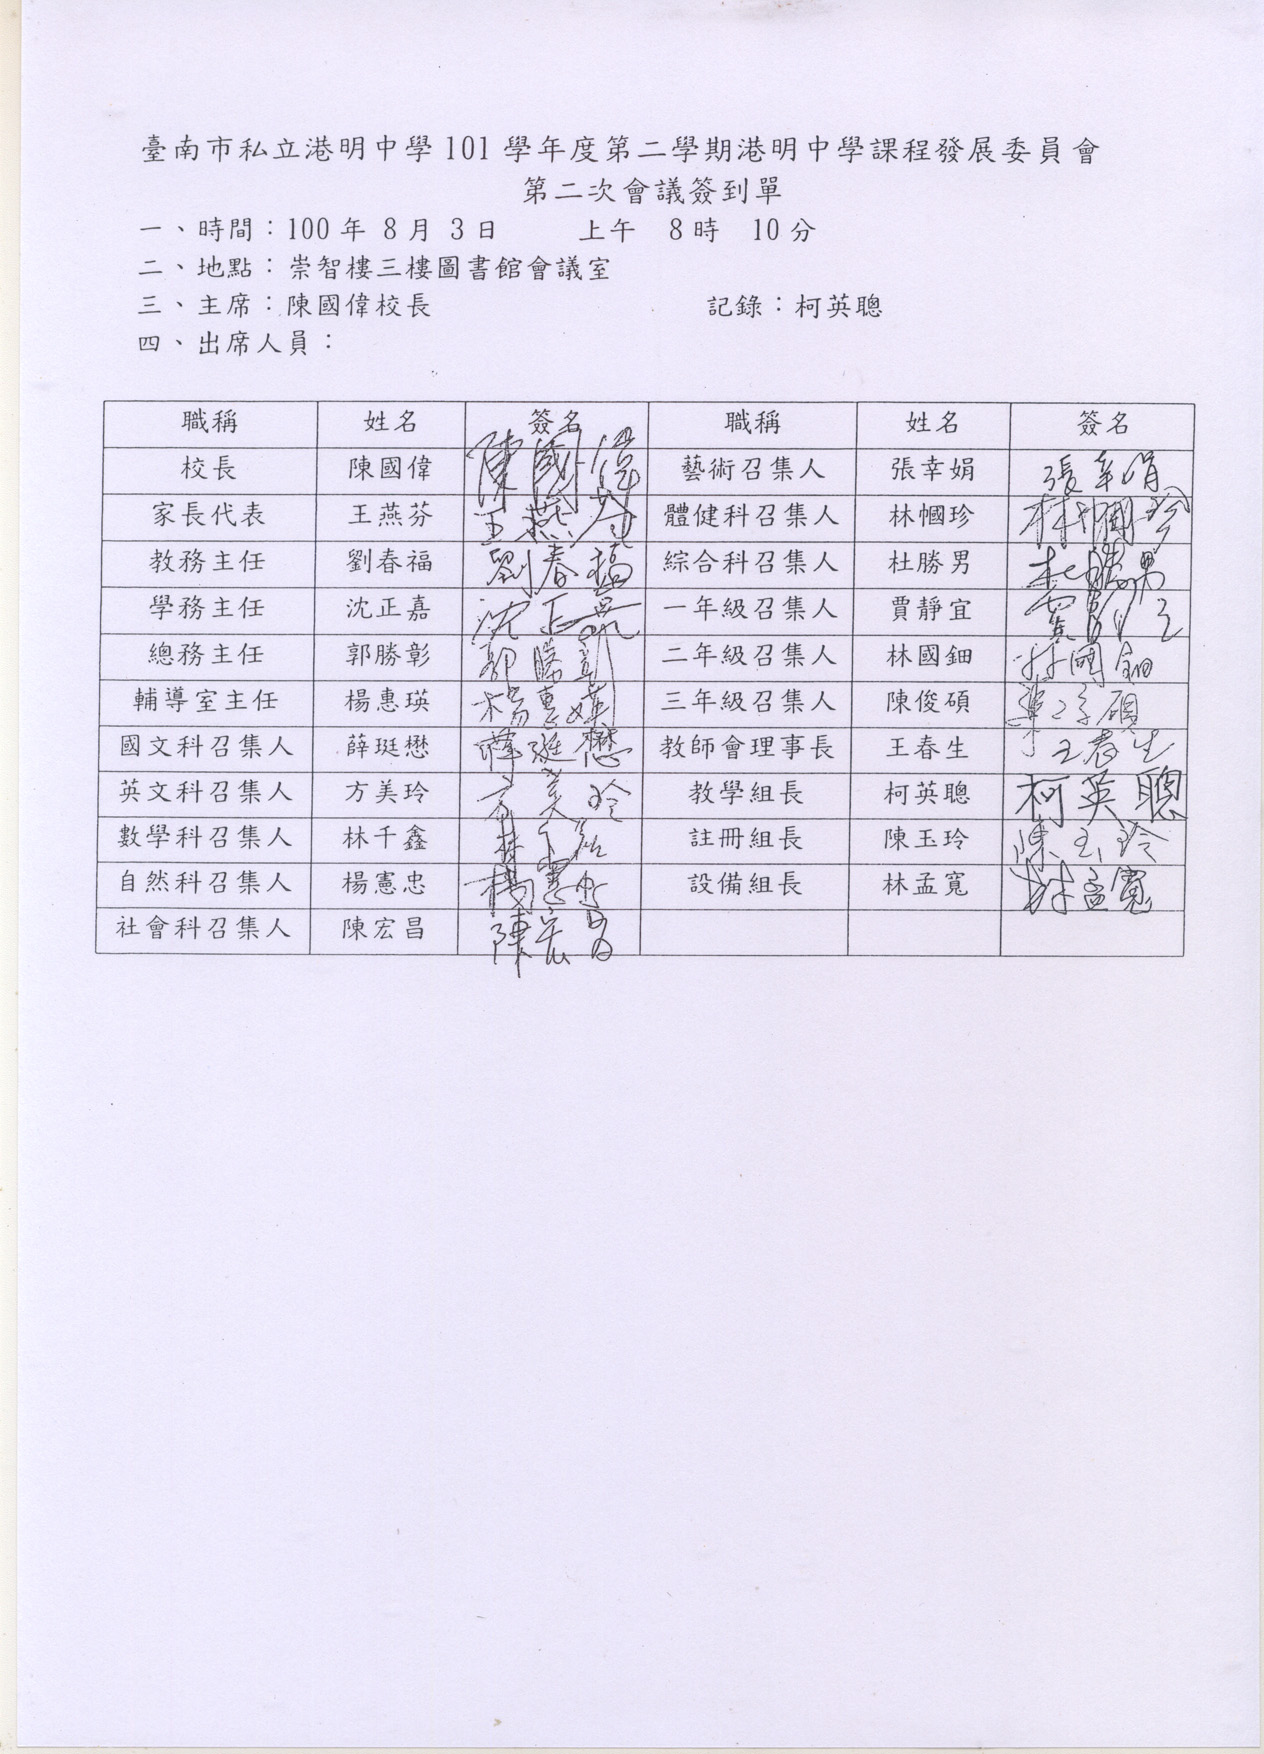 臺南市私立港明中學 101 學年度第二學期港明中學課程發展委員會
第二次會議簽到單
一、時間：100 年 8 月 3 日 上午 8 時 10 分
二、地點：崇智樓三樓圖書館會議室
三、主席：陳國偉校長 記錄：柯英聰
四、出席人員：
職稱 姓名 簽名 職稱 姓名 簽名
校長 陳國偉 陳國偉 藝術召集人 張幸娟 張幸娟
家長代表 王燕芬 王燕芬 體健科召集人 林幗珍 林幗珍
教務主任 劉春福 劉春福 綜合科召集人 杜勝男 杜勝男
學務主任 沈正嘉 沈正 一年級召集人 賈靜宜 賈
總務主任 郭勝彰 郭勝彰 二年級召集人 林國鈿 林國鈿
輔導室主任 楊惠瑛 楊惠瑛 三年級召集人 陳俊碩
國文科召集人 薛珽懋 薛珽懋 教師會理事長 王春生 王春生
英文科召集人 方美玲 方美玲 教學組長 柯英聰 柯英聰
數學科召集人 林千鑫 林千 註冊組長 陳玉玲 陳玉玲
自然科召集人 楊憲忠 楊憲忠 設備組長 林孟寬 林孟寬
社會科召集人 陳宏昌 陳宏昌